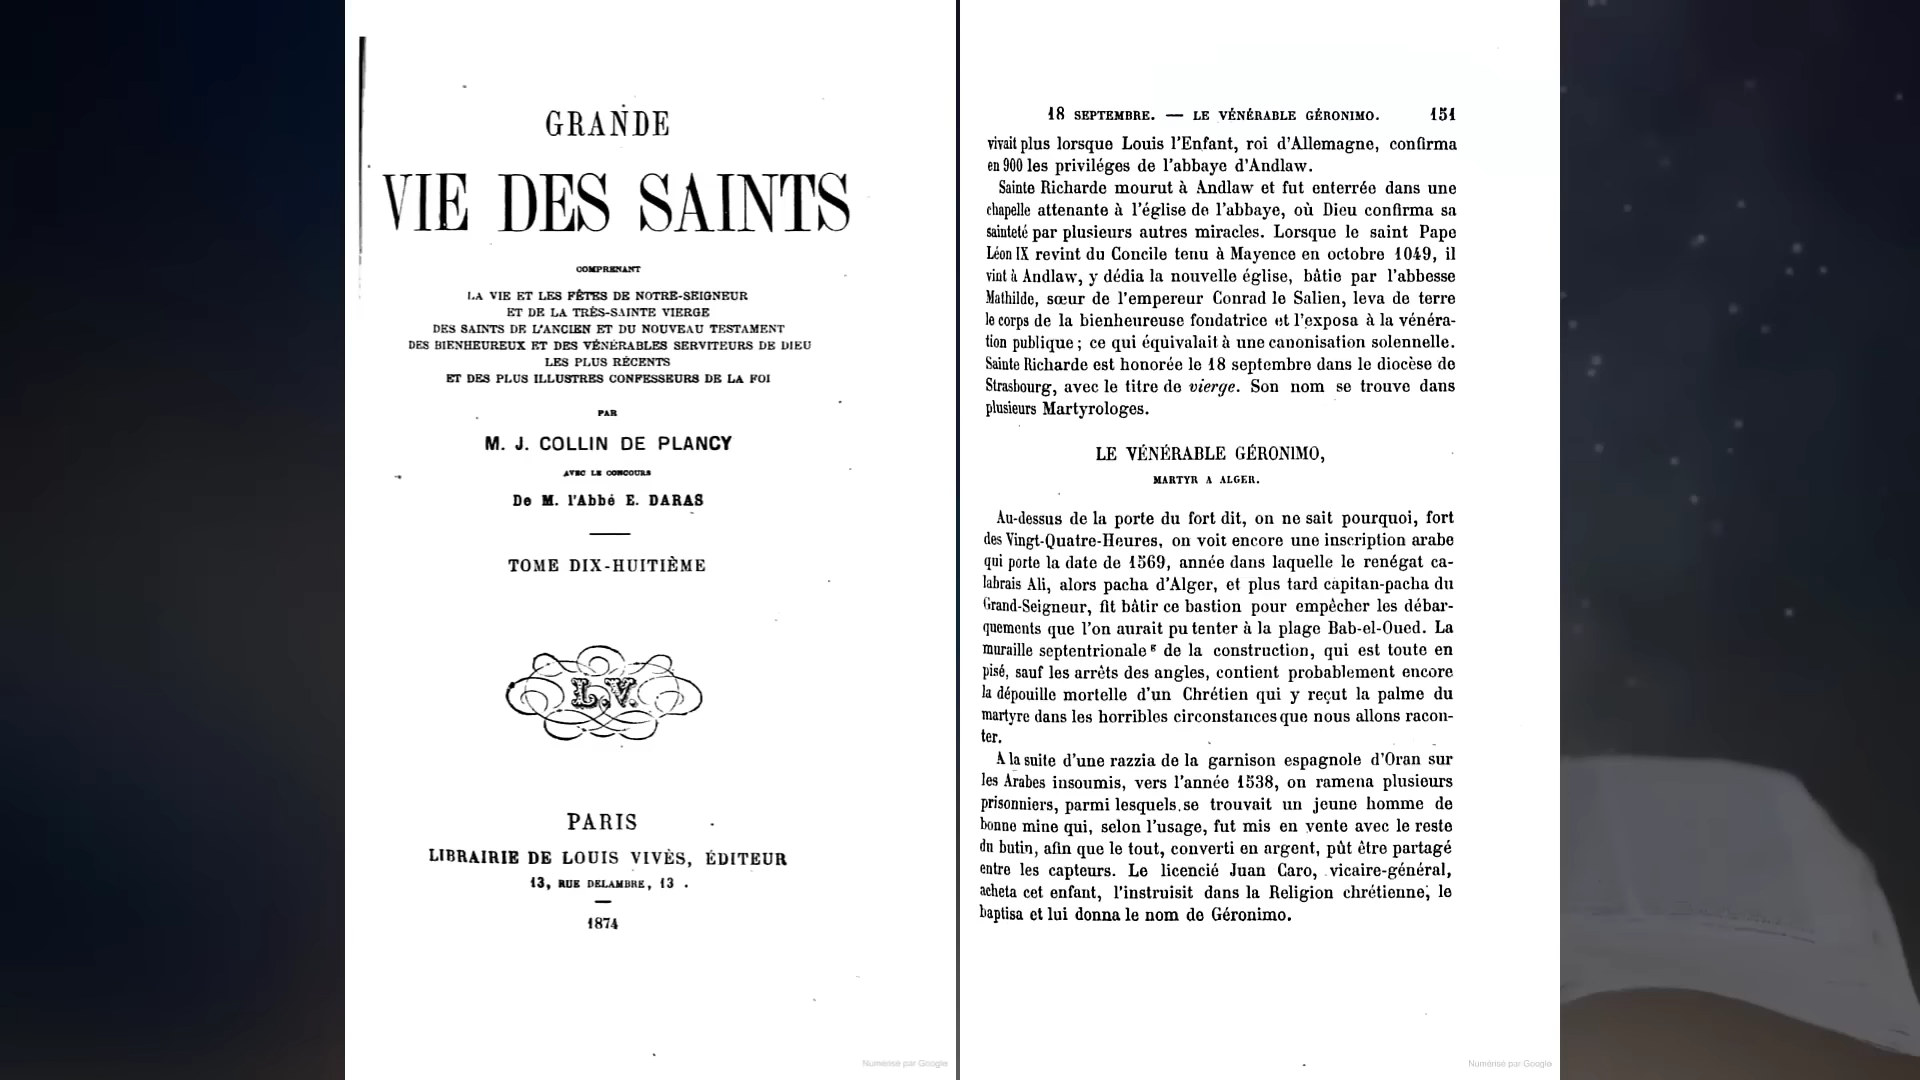 GRANDE
VIE DES SAINTS
COMPRENANT
LA VIE ET LES FÊTES DE NOTRE-SEIGNEUR
ET DE LA TRÈS-SAINTE VIERGE
DES SAINTS DE L'ANCIEN ET DU NOUVEAU TESTAMENT
DES BIENHEUREUX ET DES VÉNÉRABLES SERVITEURS DE DIEU
LES PLUS RÉCENTS
ET DES PLUS ILLUSTRES CONFESSEURS DE LA FOI
PAR
M. J. COLLIN DE PLANCY
AVEC LE CONCOURS
De M. l'Abbé E. DARAS
TOME DIX-HUITIÈME
L.V.
PARIS
LIBRAIRIE DE LOUIS VIVÈS, ÉDITEUR
13, RUE DELAMBRE, 13
1874
Numérisé par Google
18 SEPTEMBRE. — LE VÉNÉRABLE GÉRONIMO. 151
vivait plus lorsque Louis l'Enfant, roi d'Allemagne, confirma
en 900 les priviléges de l'abbaye d'Andlaw.
Sainte Richarde mourut à Andlaw et fut enterrée dans une
chapelle attenante à l'église de l'abbaye, où Dieu confirma sa
sainteté par plusieurs autres miracles. Lorsque le saint Pape
Léon IX revint du Concile tenu à Mayence en octobre 1049, il
vint à Andlaw, y dédia la nouvelle église, bâtie par l'abbesse
Mathilde, sœur de l'empereur Conrad le Salien, leva de terre
le corps de la bienheureuse fondatrice et l'exposa à la vénéra-
tion publique ; ce qui équivalait à une canonisation solennelle.
Sainte Richarde est honorée le 18 septembre dans le diocèse de
Strasbourg, avec le titre de vierge. Son nom se trouve dans
plusieurs Martyrologes.
LE VÉNÉRABLE GÉRONIMO,
MARTYR A ALGER.
Au-dessus de la porte du fort dit, on ne sait pourquoi, fort
des Vingt-Quatre-Heures, on voit encore une inscription arabe
qui porte la date de 1569, année dans laquelle le renégat ca-
labrais Ali, alors pacha d'Alger, et plus tard capitan-pacha du
Grand-Seigneur, fit bâtir ce bastion pour empêcher les débar-
quements que l'on aurait pu tenter à la plage Bab-el-Oued. La
muraille septentrionale de la construction, qui est toute en
pisé, sauf les arrêts des angles, contient probablement encore
la dépouille mortelle d'un Chrétien qui y reçut la palme du
martyre dans les horribles circonstances que nous allons racon-
ter.
A la suite d'une razzia de la garnison espagnole d'Oran sur
les Arabes insoumis, vers l'année 1538, on ramena plusieurs
prisonniers, parmi lesquels se trouvait un jeune homme de
bonne mine qui, selon l'usage, fut mis en vente avec le reste
du butin, afin que le tout, converti en argent, pût être partagé
entre les capteurs. Le licencié Juan Caro, vicaire-général,
acheta cet enfant, l'instruisit dans la Religion chrétienne, le
baptisa et lui donna le nom de Géronimo.
Numérisé par Google